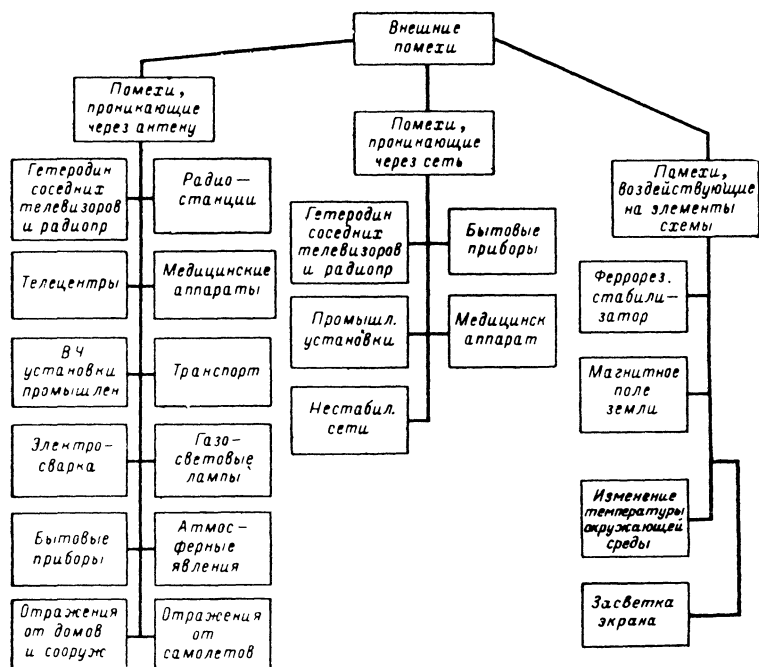 Внешние
помехи
Помехи,
проникающие
через антену
Гетеродин
соседних
телевизоров
и радиопр
Радио-
станции
Телецентры
Медицинские
аппараты
ВЧ
установки
промышлен
Транспорт
Электро-
сварка
Газо-
световые
лампы
Бытовые
приборы
Атмос-
ферные
явления
Отражения
от домов
и сооруж
Отражения
от
самолетов
Помехи,
проникающие
через сеть
Гетеродин
соседних
телевизоров
и радиопр
Бытовые
приборы
Промышл.
установки
Медицинск
аппарат
Нестабил.
сети
Памехи,
воздействующие
на элементы
схемы
Феррорез.
стабили-
затор
Магнитное
поле
земли
Изменение
температуры
окружающей
среды
Засветка
экрана